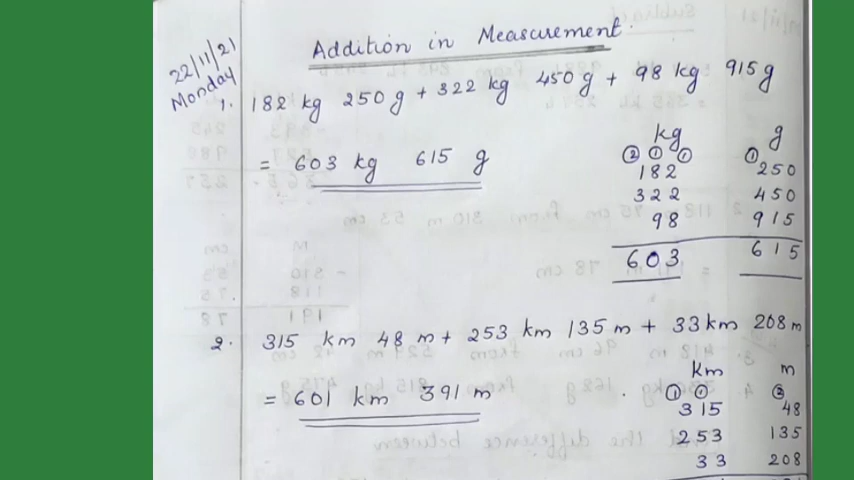 Addition in Measurement.
22/11/21
Monday
1. 182 kg 250 g + 322 kg 450 g + 98 kg 915 g
= 603 kg 615 g
kg g
② ① ① ①
182 250
322 450
98 915
603 615
2. 315 km 48 m + 253 km 135 m + 33 km 208 m
= 601 km 391 m
km m
① ① ②
315 48
253 135
33 208